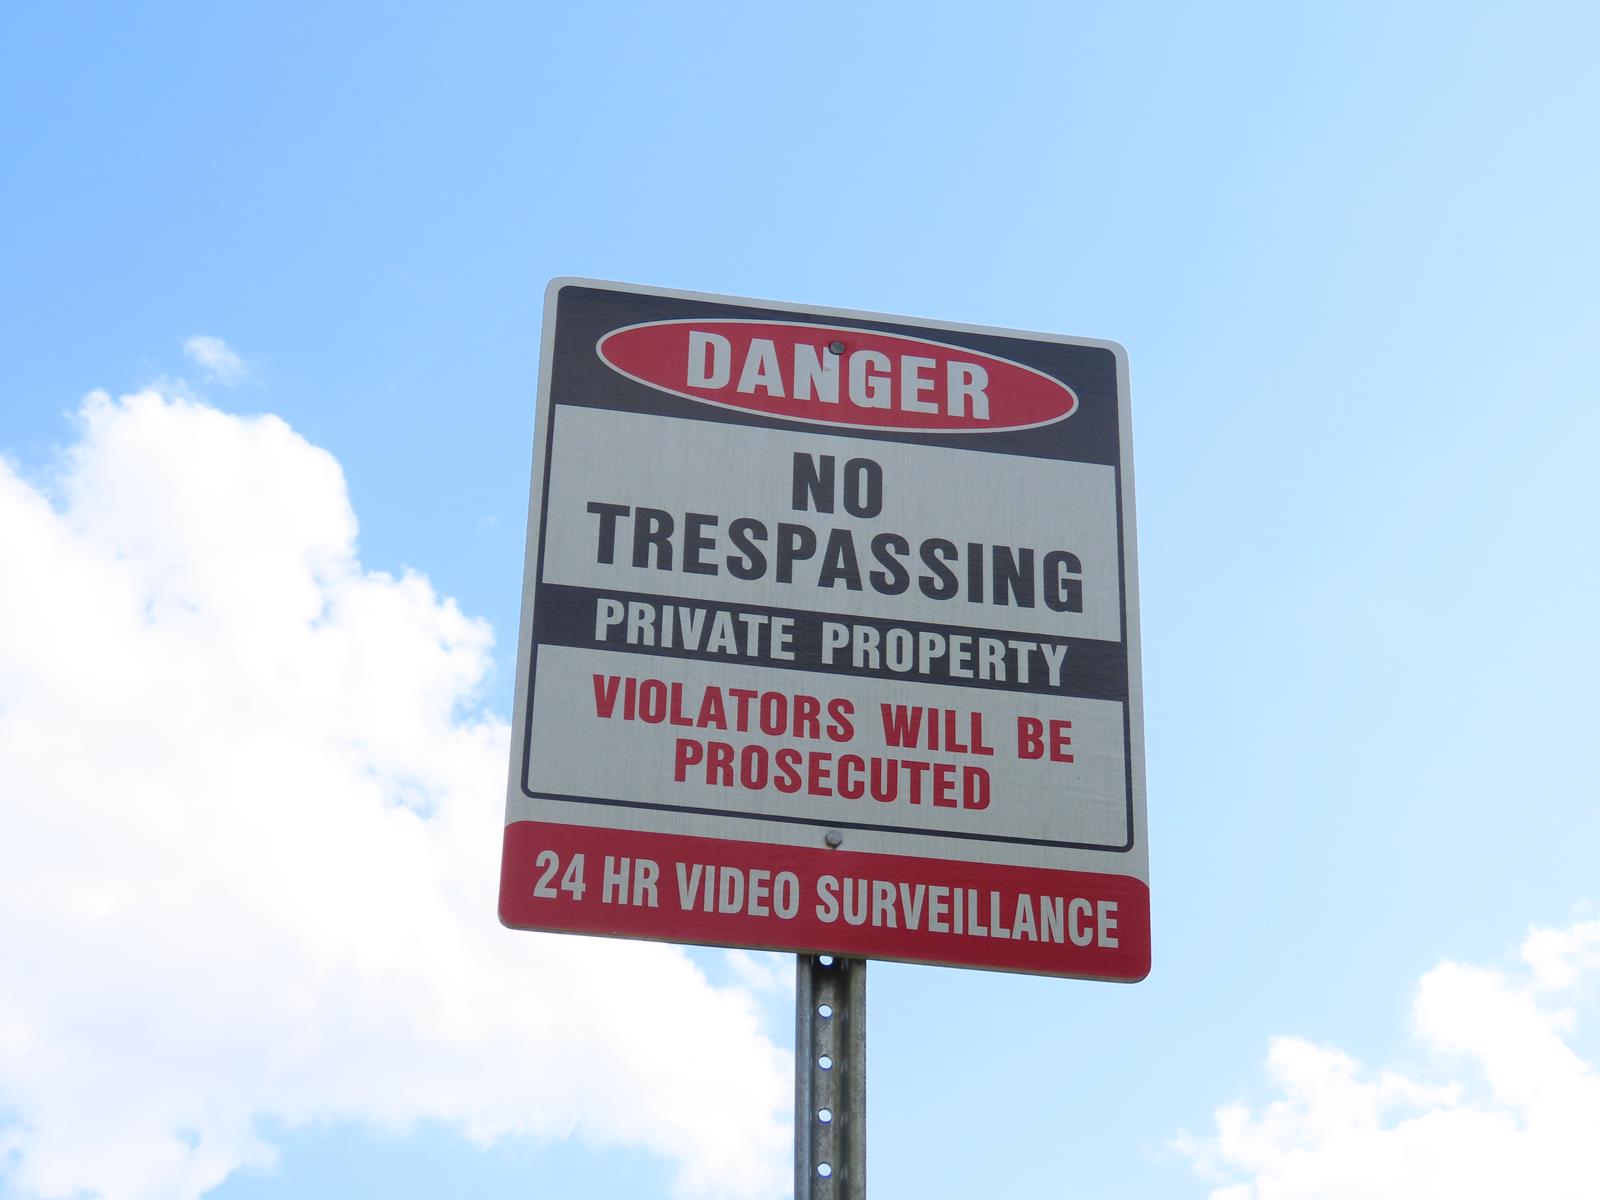 DANGER
NO
TRESPASSING
PRIVATE PROPERTY
VIOLATORS WILL BE
PROSECUTED
24 HR VIDEO SURVEILLANCE